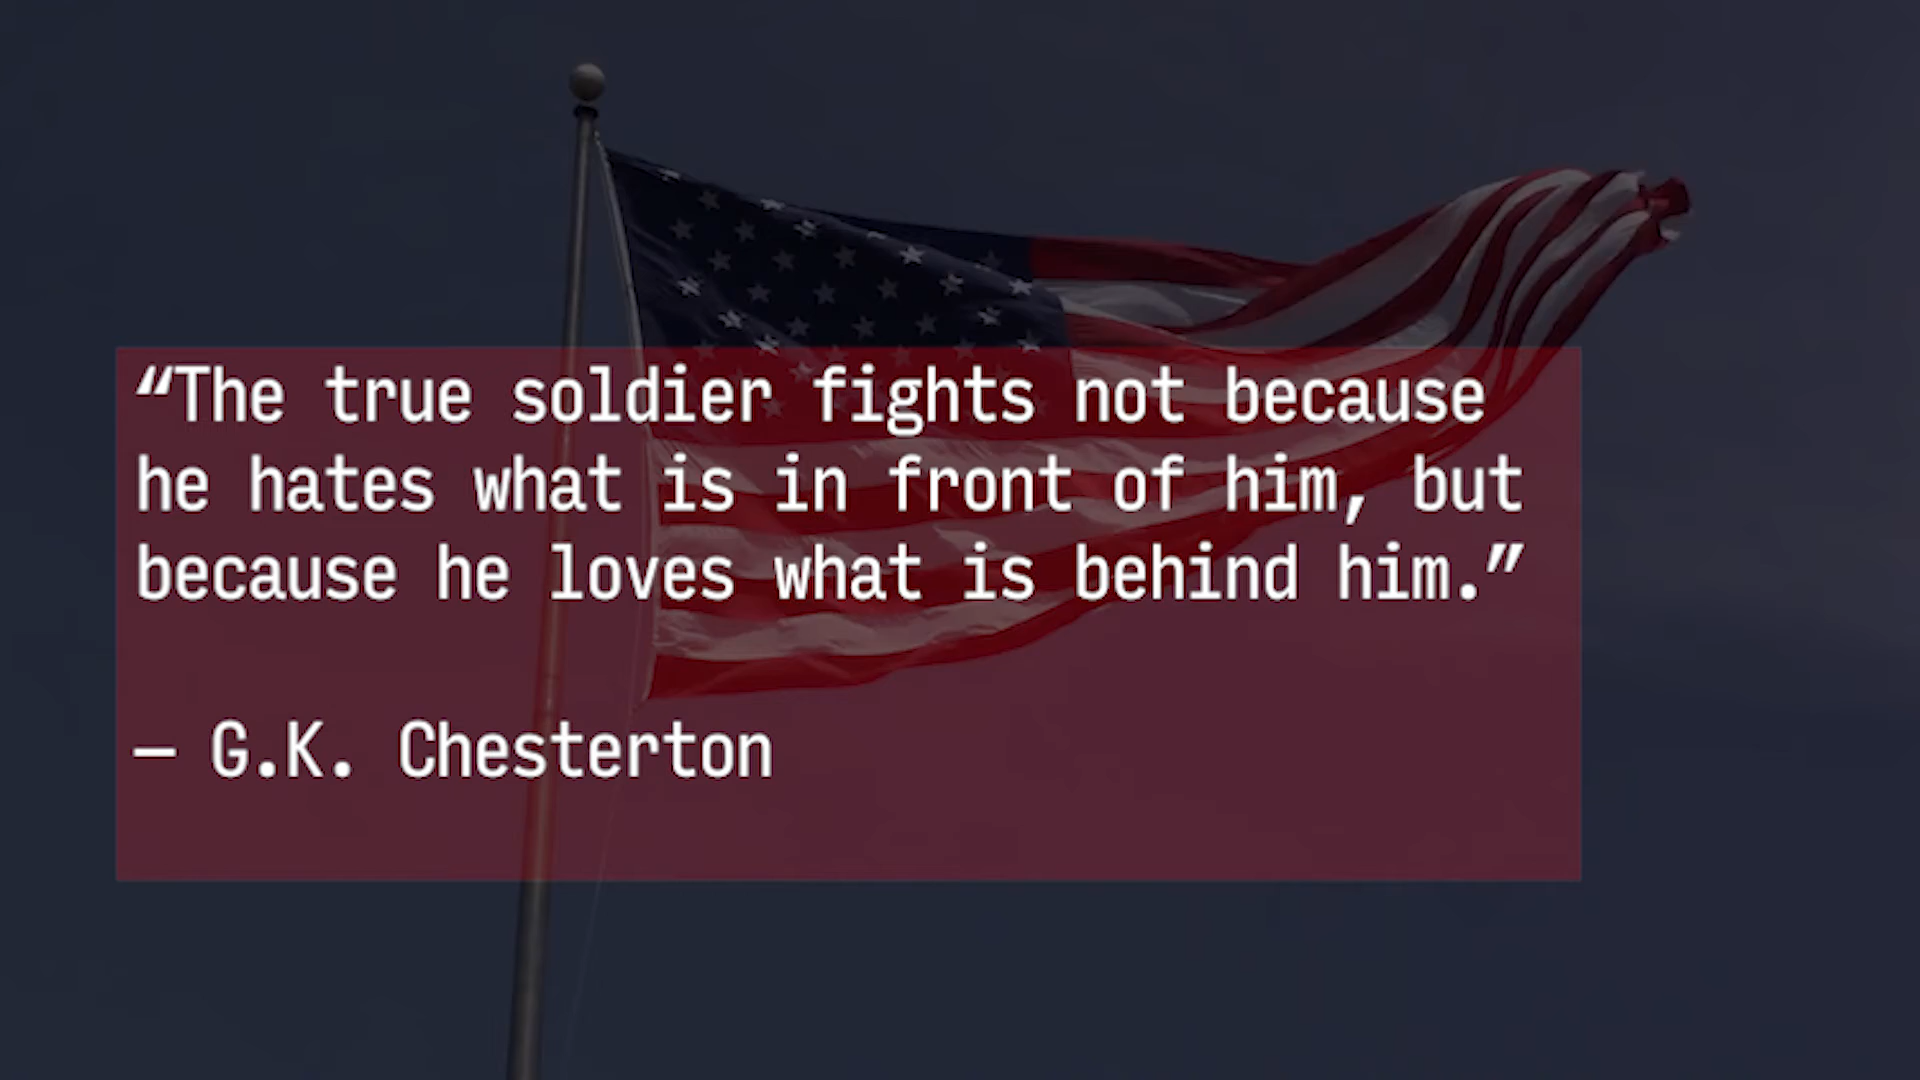 “The true soldier fights not because
he hates what is in front of him, but
because he loves what is behind him.”
– G.K. Chesterton